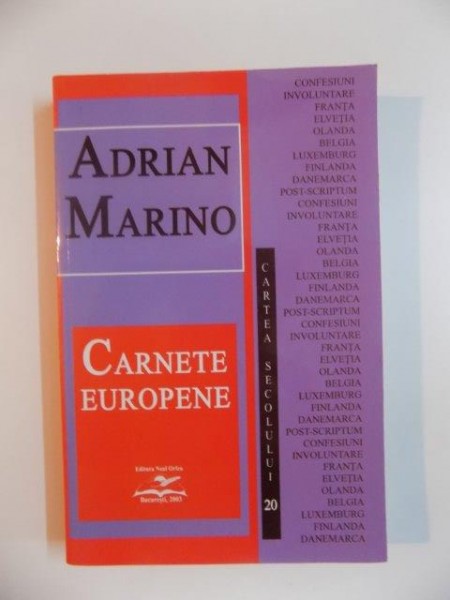 ADRIAN
MARINO
CARNETE
EUROPENE
Editura Noul Orfeu
București, 2003
CARTEA SECOLULUI 20
CONFESIUNI
INVOLUNTARE
FRANȚA
ELVEȚIA
OLANDA
BELGIA
LUXEMBURG
FINLANDA
DANEMARCA
POST-SCRIPTUM
CONFESIUNI
INVOLUNTARE
FRANȚA
ELVEȚIA
OLANDA
BELGIA
LUXEMBURG
FINLANDA
DANEMARCA
POST-SCRIPTUM
CONFESIUNI
INVOLUNTARE
FRANȚA
ELVEȚIA
OLANDA
BELGIA
LUXEMBURG
FINLANDA
DANEMARCA
POST-SCRIPTUM
CONFESIUNI
INVOLUNTARE
FRANȚA
ELVEȚIA
OLANDA
BELGIA
LUXEMBURG
FINLANDA
DANEMARCA